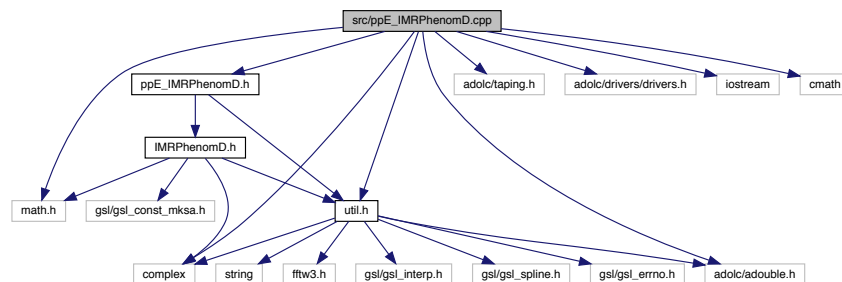 src/ppE_IMRPhenomD.cpp
ppE_IMRPhenomD.h
adolc/taping.h
adolc/drivers/drivers.h
iostream
cmath
IMRPhenomD.h
math.h
gsl/gsl_const_mksa.h
util.h
complex
string
fftw3.h
gsl/gsl_interp.h
gsl/gsl_spline.h
gsl/gsl_errno.h
adolc/adouble.h